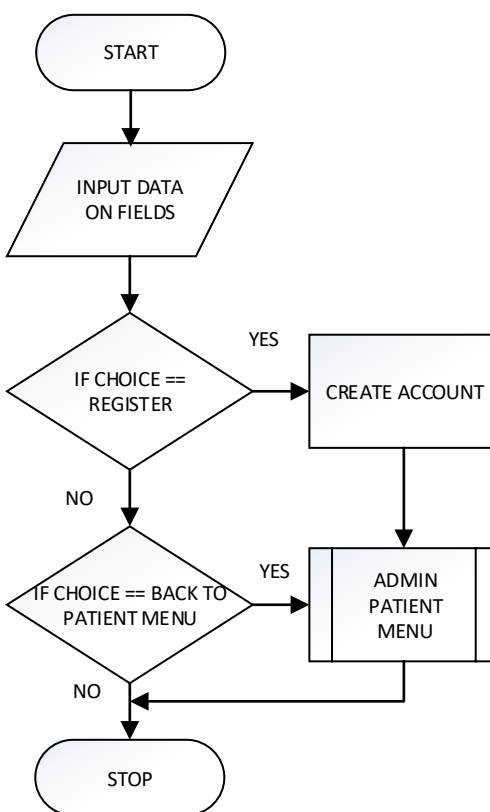 START
INPUT DATA
ON FIELDS
YES
IF CHOICE ==
REGISTER
CREATE ACCOUNT
NO
IF CHOICE == BACK TO
PATIENT MENU
YES
ADMIN
PATIENT
MENU
NO
STOP